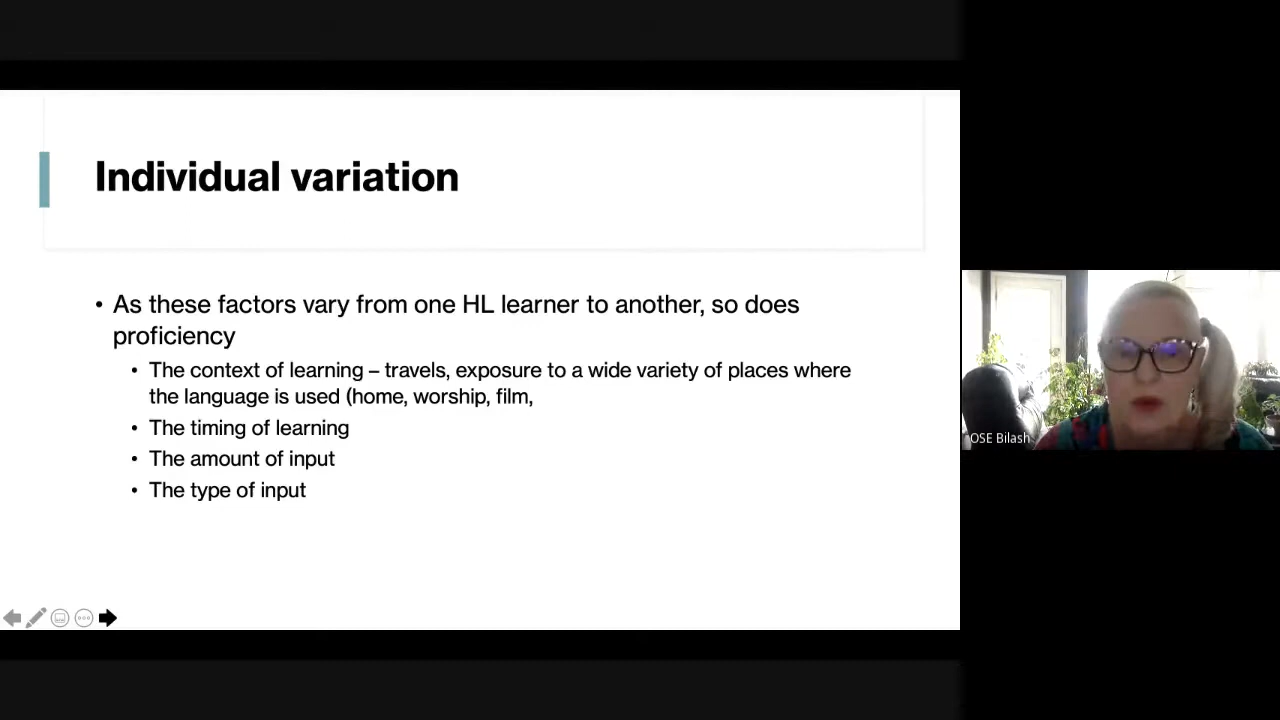 Individual variation
• As these factors vary from one HL learner to another, so does
proficiency
• The context of learning – travels, exposure to a wide variety of places where
the language is used (home, worship, film,
• The timing of learning
• The amount of input
• The type of input
OSE Bilash